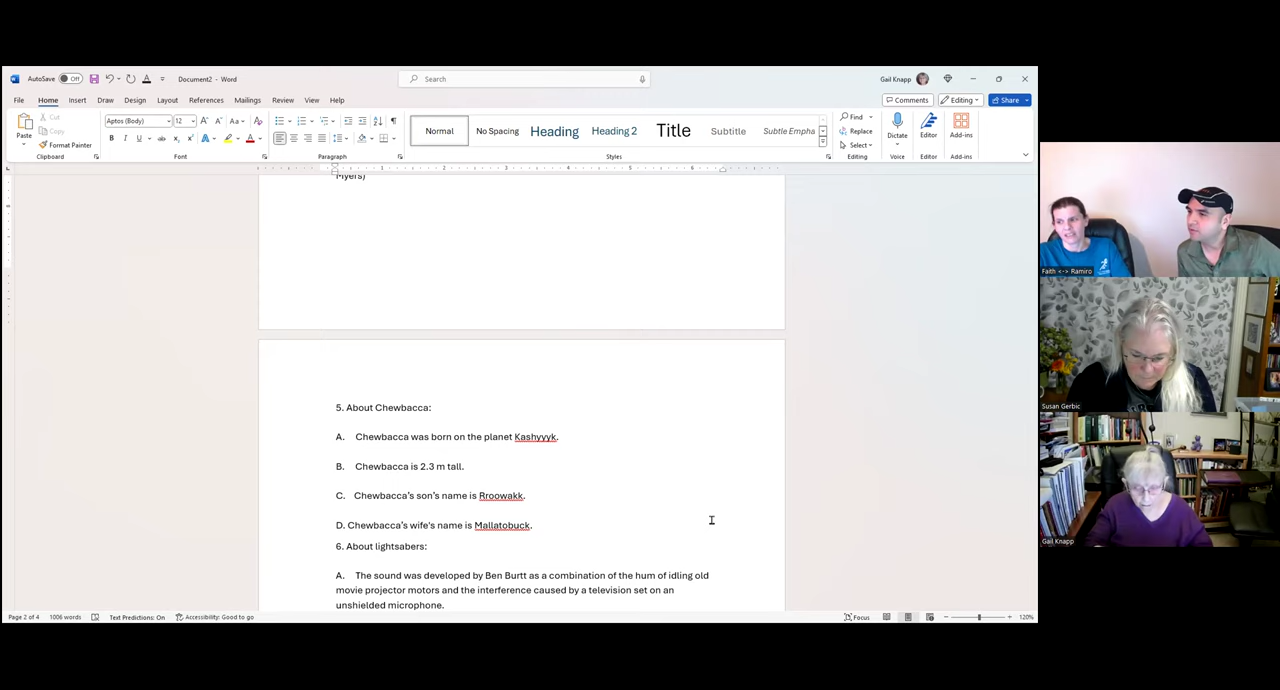 AutoSave Off Document2 - Word Search Gail Knapp
File Home Insert Draw Design Layout References Mailings Review View Help Comments Editing Share
Paste Cut Copy Format Painter Aptos (Body) 12 Normal No Spacing Heading Heading 2 Title Subtitle Subtle Empha Find Replace Select Dictate Editor Add-ins
Clipboard Font Paragraph Styles Editing Voice Editor Add-ins
Myers)
5. About Chewbacca:
A. Chewbacca was born on the planet Kashyyyk.
B. Chewbacca is 2.3 m tall.
C. Chewbacca's son's name is Rroowakk.
D. Chewbacca's wife's name is Mallatobuck.
6. About lightsabers:
A. The sound was developed by Ben Burtt as a combination of the hum of idling old
movie projector motors and the interference caused by a television set on an
unshielded microphone.
Page 2 of 4 1006 words Text Predictions: On Accessibility: Good to go Focus 120%
Faith <-> Ramiro
Susan Gerbic
Gail Knapp